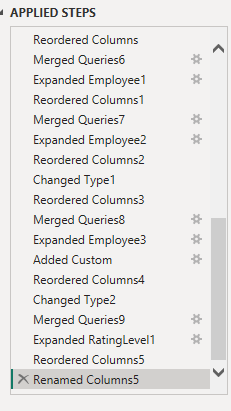 APPLIED STEPS
Reordered Columns
Merged Queries6
Expanded Employee1
Reordered Columns1
Merged Queries7
Expanded Employee2
Reordered Columns2
Changed Type1
Reordered Columns3
Merged Queries8
Expanded Employee3
Added Custom
Reordered Columns4
Changed Type2
Merged Queries9
Expanded RatingLevel1
Reordered Columns5
Renamed Columns5